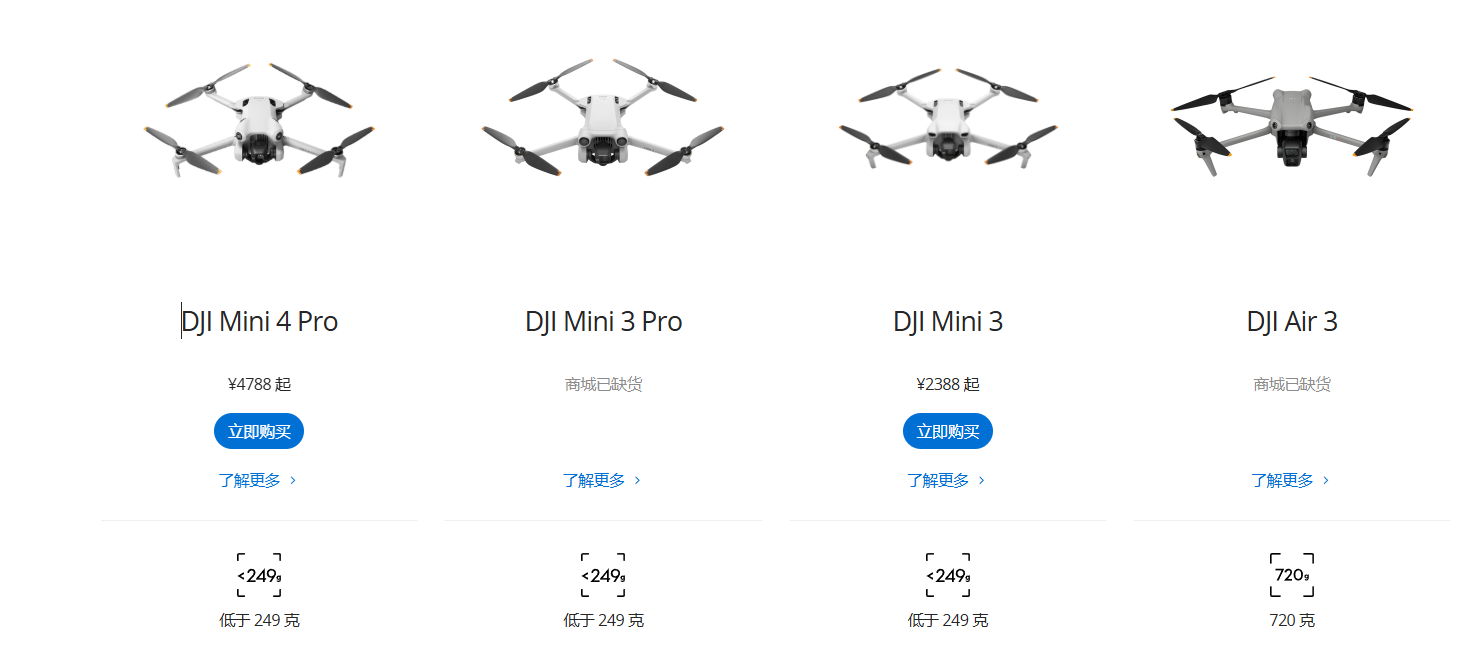 DJI Mini 4 Pro
DJI Mini 3 Pro
DJI Mini 3
DJI Air 3
¥4788 起
商城已缺货
¥2388 起
商城已缺货
立即购买
立即购买
了解更多 >
了解更多 >
了解更多 >
了解更多 >
<249g
<249g
<249g
720g
低于 249 克
低于 249 克
低于 249 克
720 克